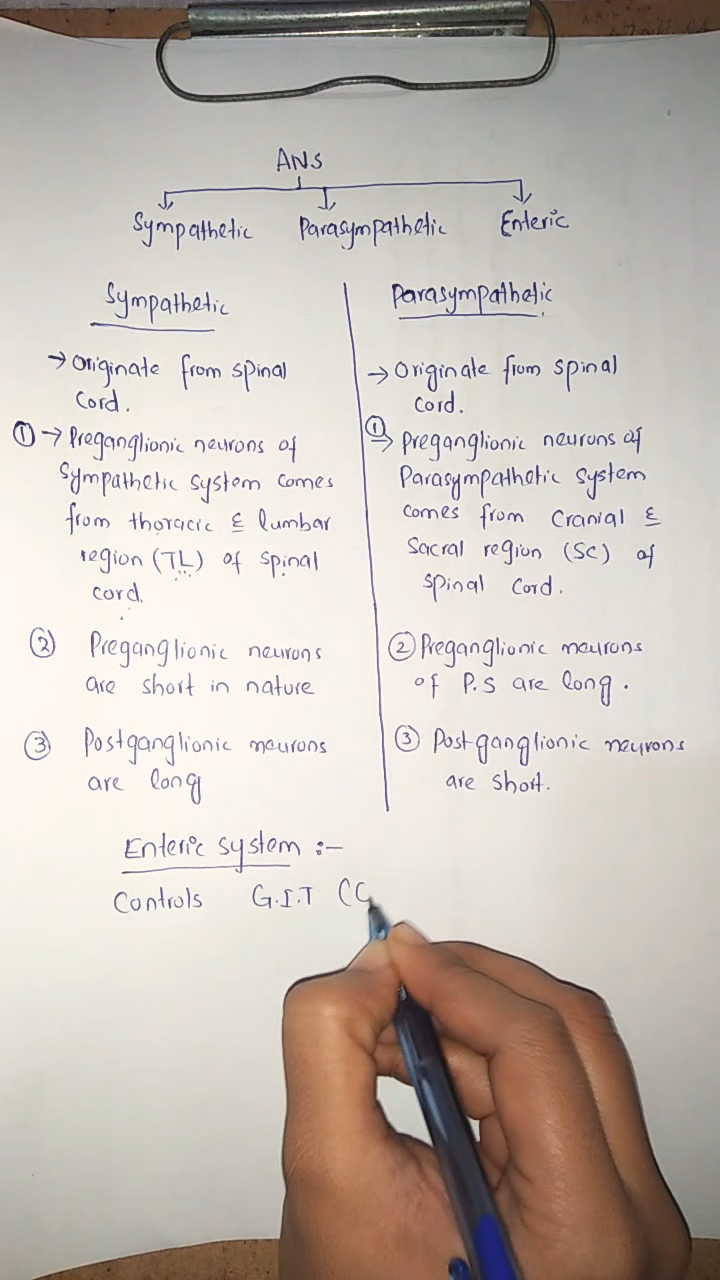 ANS
Sympathetic Parasympathetic Enteric
Sympathetic
→ Originate from spinal
cord.
① → Preganglionic neurons of
Sympathetic system comes
from thoracic & lumbar
region (TL) of spinal
cord.
② Preganglionic neurons
are short in nature
③ Postganglionic neurons
are long
Parasympathetic
→ Originate from spinal
cord.
① → Preganglionic neurons of
Parasympathetic system
comes from Cranial &
Sacral region (SC) of
spinal cord.
② Preganglionic neurons
of P.S are long.
③ Postganglionic neurons
are short.
Enteric system :-
Controls G.I.T (G